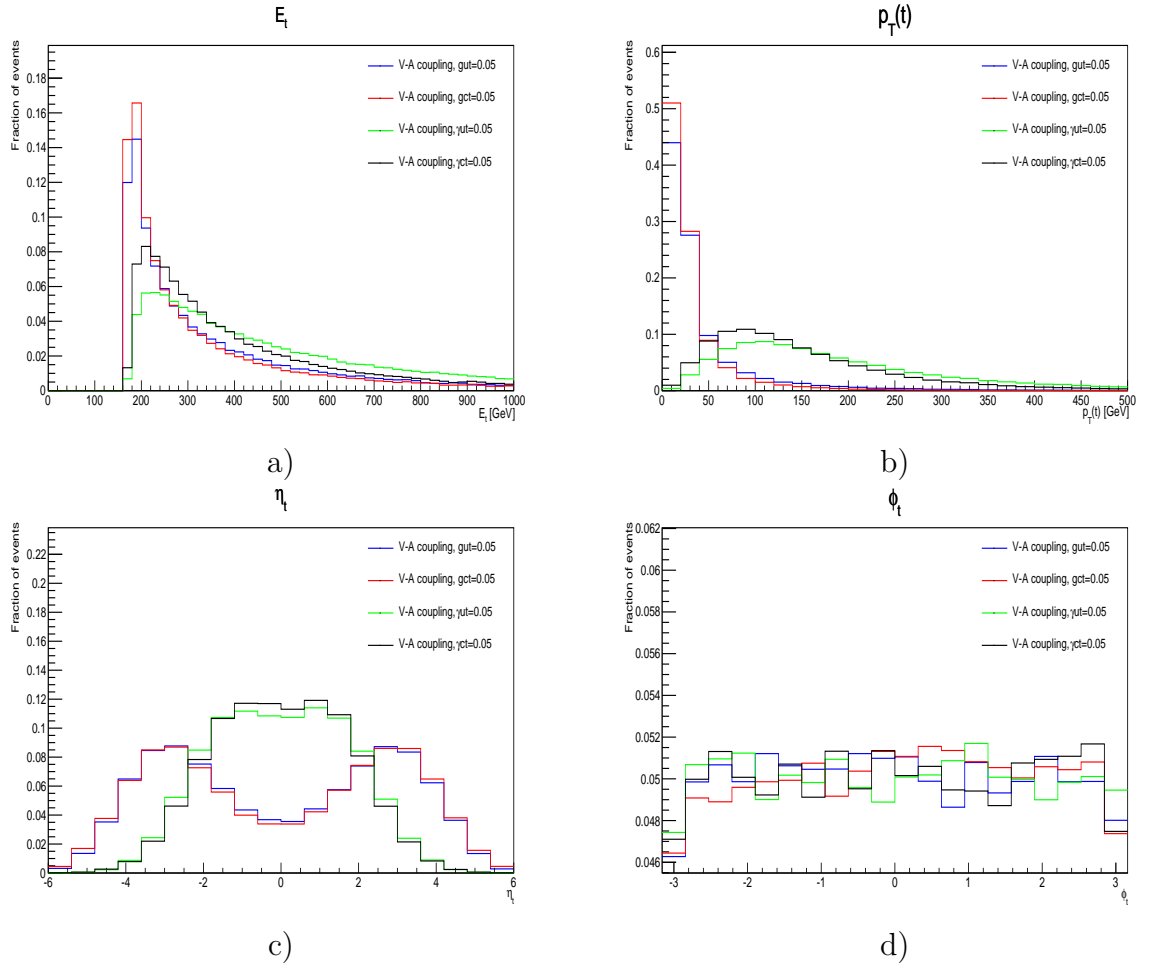 E_t
Fraction of events
0.18
0.16
0.14
0.12
0.1
0.08
0.06
0.04
0.02
0
0 100 200 300 400 500 600 700 800 900 1000
E_t [GeV]
V-A coupling, gut=0.05
V-A coupling, gct=0.05
V-A coupling, γut=0.05
V-A coupling, γct=0.05
a)
p_T(t)
Fraction of events
0.6
0.5
0.4
0.3
0.2
0.1
0
0 50 100 150 200 250 300 350 400 450 500
p_T(t) [GeV]
V-A coupling, gut=0.05
V-A coupling, gct=0.05
V-A coupling, γut=0.05
V-A coupling, γct=0.05
b)
η_t
Fraction of events
0.22
0.2
0.18
0.16
0.14
0.12
0.1
0.08
0.06
0.04
0.02
0
-6 -4 -2 0 2 4 6
η_t
V-A coupling, gut=0.05
V-A coupling, gct=0.05
V-A coupling, γut=0.05
V-A coupling, γct=0.05
c)
ϕ_t
Fraction of events
0.062
0.06
0.058
0.056
0.054
0.052
0.05
0.048
0.046
-3 -2 -1 0 1 2 3
ϕ_t
V-A coupling, gut=0.05
V-A coupling, gct=0.05
V-A coupling, γut=0.05
V-A coupling, γct=0.05
d)